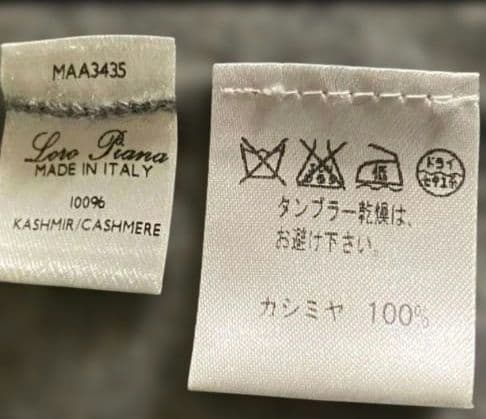 MAA3435
Loro Piana
MADE IN ITALY
100%
KASHMIR/CASHMERE
ドライ
セキユ系
タンブラー乾燥は、
お避け下さい。
カシミヤ 100%